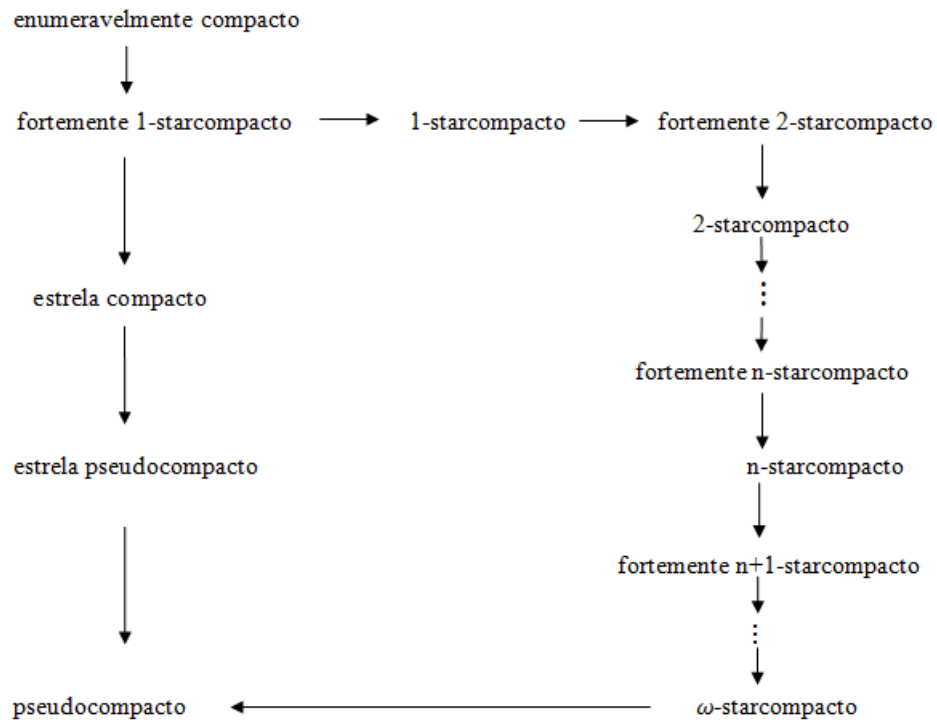 enumeravelmente compacto
fortemente 1-starcompacto
1-starcompacto
fortemente 2-starcompacto
2-starcompacto
⋮
estrela compacto
fortemente n-starcompacto
estrela pseudocompacto
n-starcompacto
fortemente n+1-starcompacto
⋮
pseudocompacto
ω-starcompacto